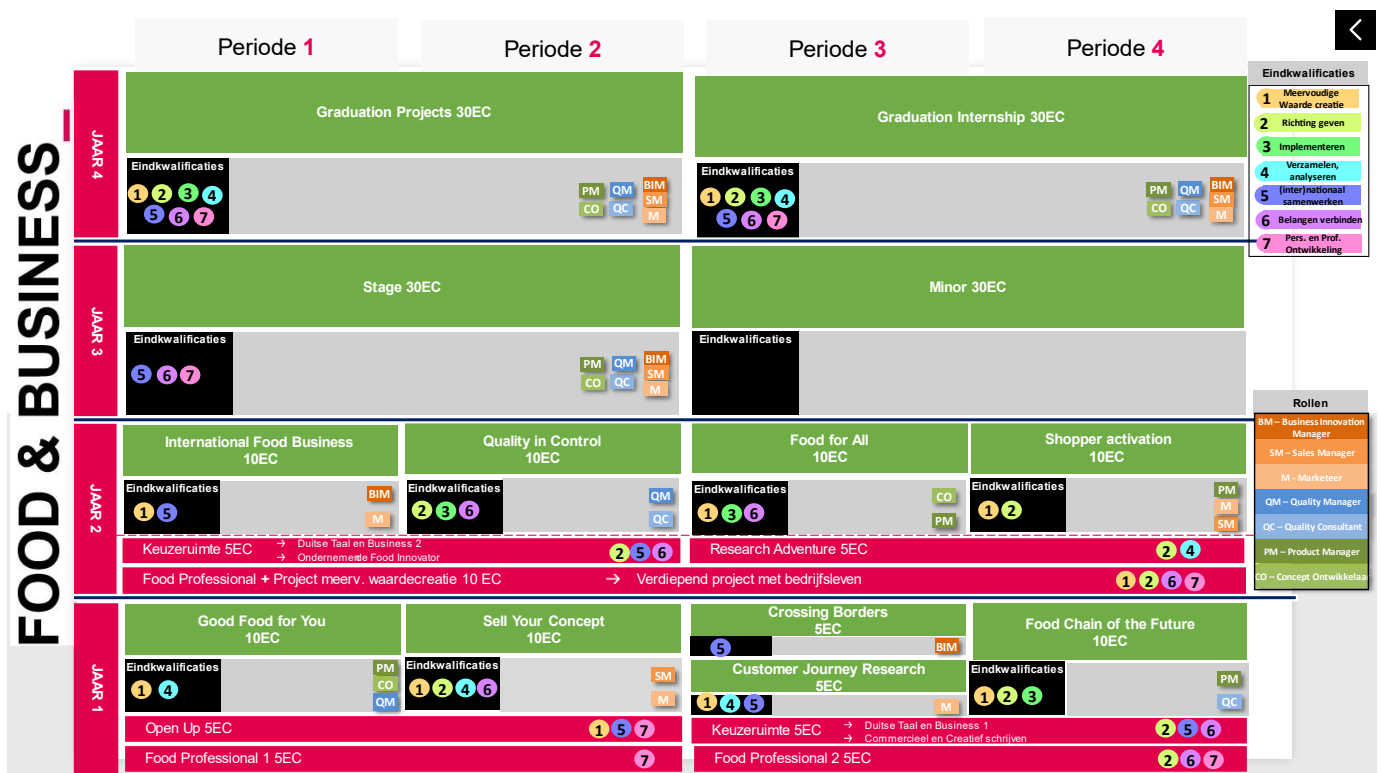 Periode 1
Periode 2
Periode 3
Periode 4
FOOD & BUSINESS
JAAR 4
Graduation Projects 30EC
Eindkwalificaties
1 2 3 4
5 6 7
PM QM BIM
SM
CO QC M
Graduation Internship 30EC
Eindkwalificaties
1 2 3 4
5 6 7
PM QM BIM
SM
CO QC M
JAAR 3
Stage 30EC
Eindkwalificaties
5 6 7
PM QM BIM
SM
CO QC M
Minor 30EC
Eindkwalificaties
JAAR 2
International Food Business
10EC
Eindkwalificaties
1 5
BIM
M
Quality in Control
10EC
Eindkwalificaties
2 3 6
QM
QC
Food for All
10EC
Eindkwalificaties
1 3 6
CO
PM
Shopper activation
10EC
Eindkwalificaties
1 2
PM
M
SM
Keuzeruimte 5EC
→ Duitse Taal en Business 2
→ Ondernemende Food Innovator
2 5 6
Research Adventure 5EC
2 4
Food Professional + Project meerv. waardecreatie 10 EC → Verdiepend project met bedrijfsleven
1 2 6 7
JAAR 1
Good Food for You
10EC
Eindkwalificaties
1 4
PM
CO
QM
Sell Your Concept
10EC
Eindkwalificaties
1 2 4 6
SM
M
Crossing Borders
5EC
5
BIM
Customer Journey Research
5EC
1 4 5
M
Food Chain of the Future
10EC
Eindkwalificaties
1 2 3
PM
QC
Open Up 5EC
1 5 7
Keuzeruimte 5EC
→ Duitse Taal en Business 1
→ Commercieel en Creatief schrijven
2 5 6
Food Professional 1 5EC
7
Food Professional 2 5EC
2 6 7
Eindkwalificaties
1 Meervoudige
Waarde creatie
2 Richting geven
3 Implementeren
4 Verzamelen,
analyseren
5 (inter)nationaal
samenwerken
6 Belangen verbinden
7 Pers. en Prof.
Ontwikkeling
Rollen
BM – Business Innovation
Manager
SM – Sales Manager
M - Marketeer
QM – Quality Manager
QC – Quality Consultant
PM – Product Manager
CO – Concept Ontwikkelaar